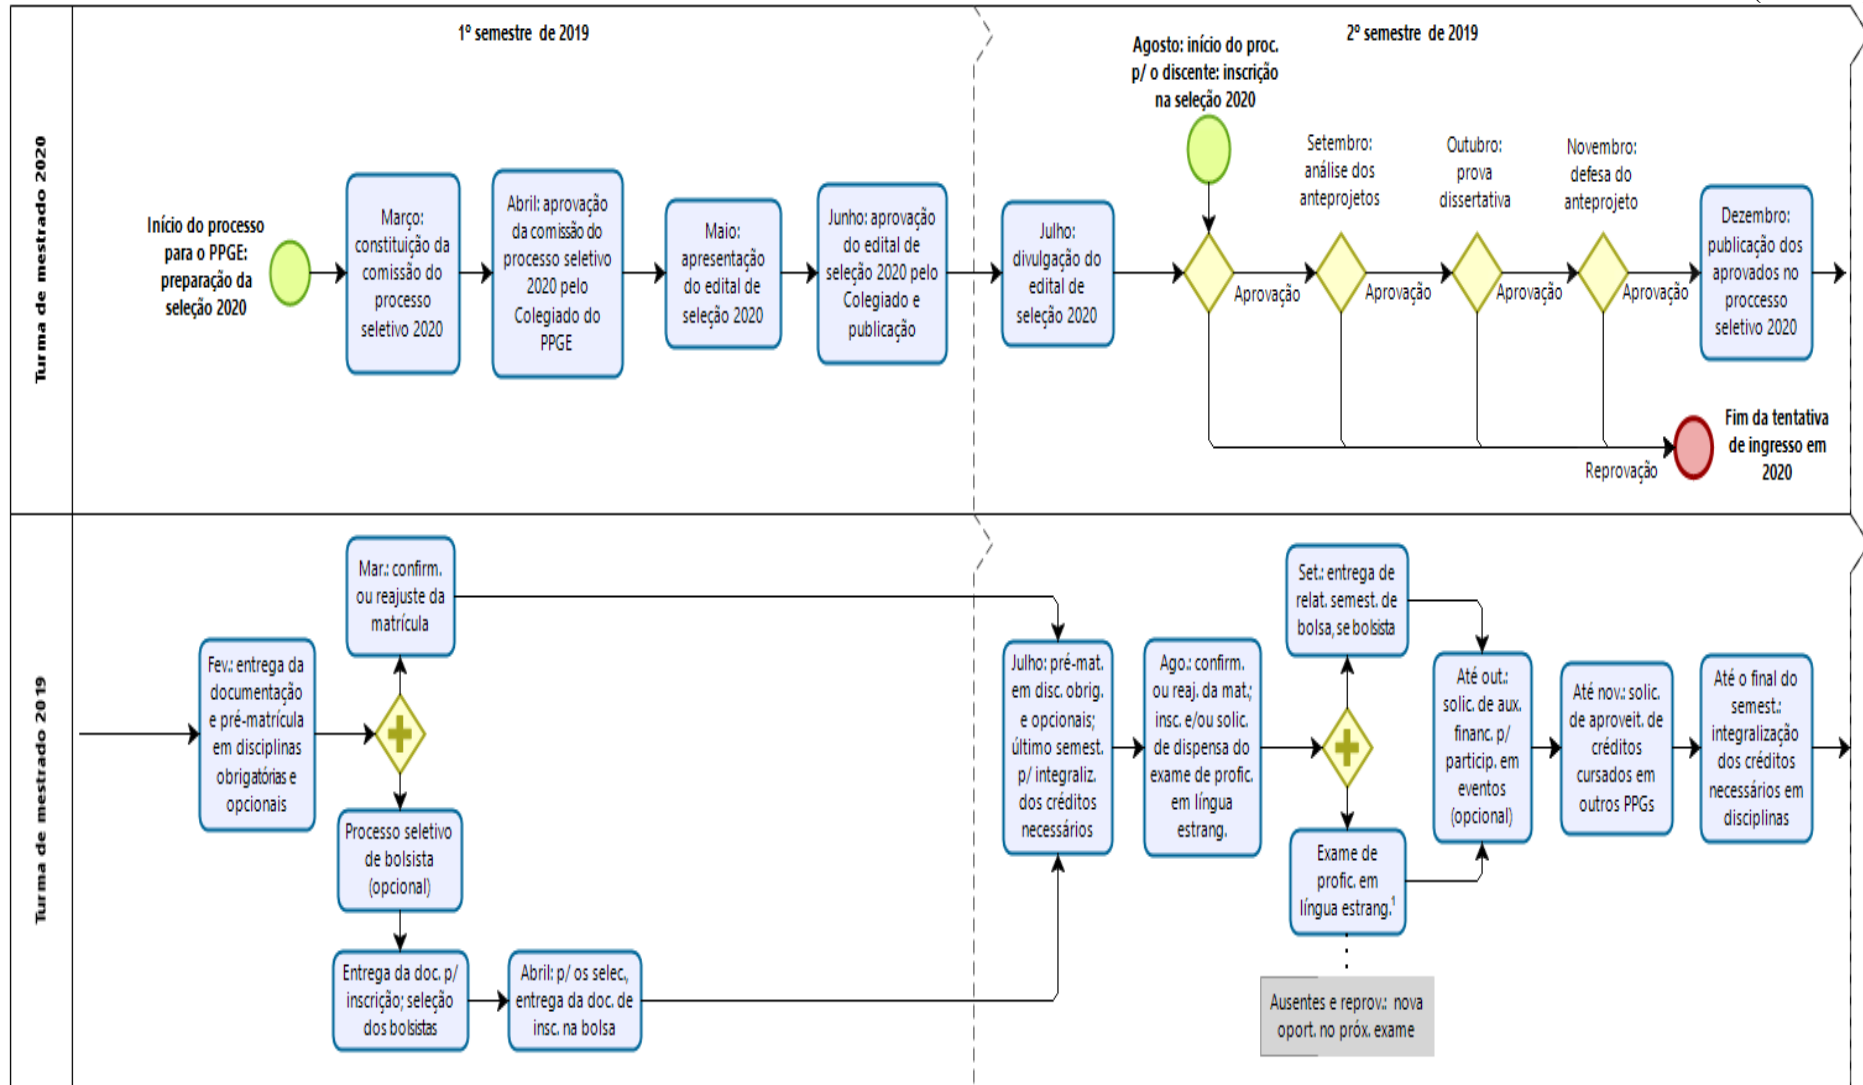 1º semestre de 2019
2º semestre de 2019
Turma de mestrado 2020
Início do processo
para o PPGE:
preparação da
seleção 2020
Março:
constituição da
comissão do
processo
seletivo 2020
Abril: aprovação
da comissão do
processo seletivo
2020 pelo
Colegiado do
PPGE
Maio:
apresentação
do edital de
seleção 2020
Junho: aprovação
do edital de
seleção 2020 pelo
Colegiado e
publicação
Julho:
divulgação do
edital de
seleção 2020
Agosto: início do proc.
p/ o discente: inscrição
na seleção 2020
Aprovação
Setembro:
análise dos
anteprojetos
Aprovação
Outubro:
prova
dissertativa
Aprovação
Novembro:
defesa do
anteprojeto
Aprovação
Dezembro:
publicação dos
aprovados no
proccesso
seletivo 2020
Reprovação
Fim da tentativa
de ingresso em
2020
Turma de mestrado 2019
Fev.: entrega da
documentação
e pré-matrícula
em disciplinas
obrigatórias e
opcionais
Mar.: confirm.
ou reajuste da
matrícula
Processo seletivo
de bolsista
(opcional)
Entrega da doc. p/
inscrição; seleção
dos bolsistas
Abril: p/ os selec,
entrega da doc. de
insc. na bolsa
Julho: pré-mat.
em disc. obrig.
e opcionais;
último semest.
p/ integraliz.
dos créditos
necessários
Ago.: confirm.
ou reaj. da mat.;
insc. e/ou solic.
de dispensa do
exame de profic.
em língua
estrang.
Set.: entrega de
relat. semest. de
bolsa, se bolsista
Exame de
profic. em
língua estrang.¹
Ausentes e reprov.: nova
oport. no próx. exame
Até out.:
solic. de aux.
financ. p/
particip. em
eventos
(opcional)
Até nov.: solic.
de aproveit. de
créditos
cursados em
outros PPGs
Até o final do
semest.:
integralização
dos créditos
necessários em
disciplinas